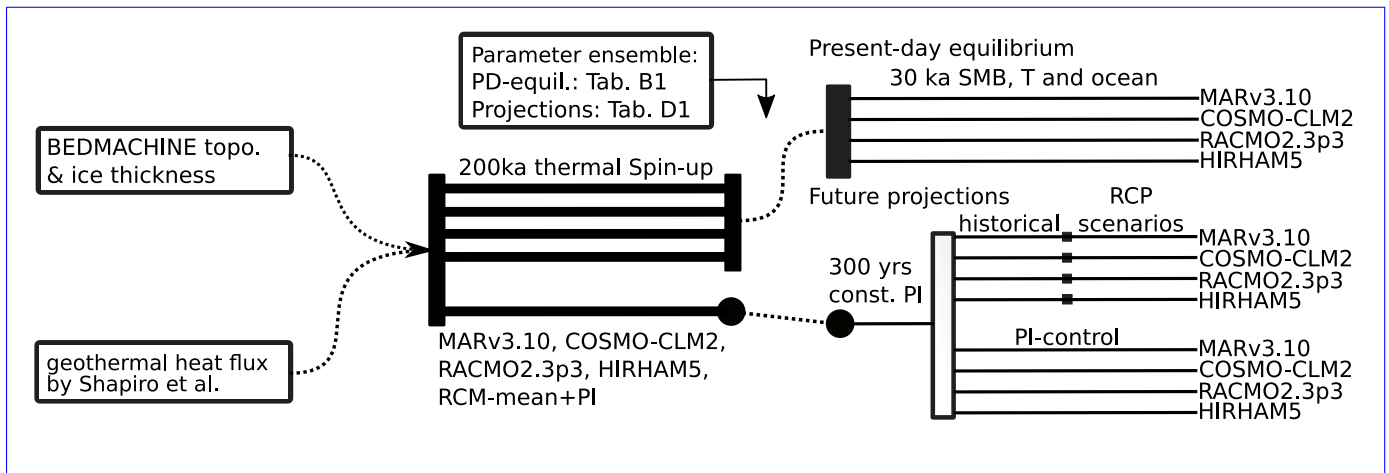 Parameter ensemble:
PD-equil.: Tab. B1
Projections: Tab. D1
Present-day equilibrium
30 ka SMB, T and ocean
MARv3.10
COSMO-CLM2
RACMO2.3p3
HIRHAM5
BEDMACHINE topo.
& ice thickness
200ka thermal Spin-up
geothermal heat flux
by Shapiro et al.
MARv3.10, COSMO-CLM2,
RACMO2.3p3, HIRHAM5,
RCM-mean+PI
300 yrs
const. PI
Future projections
historical
RCP
scenarios
MARv3.10
COSMO-CLM2
RACMO2.3p3
HIRHAM5
PI-control
MARv3.10
COSMO-CLM2
RACMO2.3p3
HIRHAM5